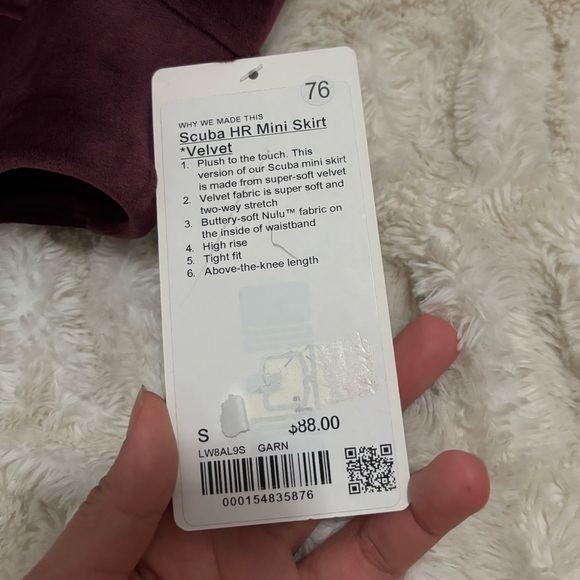 76
WHY WE MADE THIS
Scuba HR Mini Skirt
*Velvet
1. Plush to the touch. This
version of our Scuba mini skirt
is made from super-soft velvet
2. Velvet fabric is super soft and
two-way stretch
3. Buttery-soft Nulu™ fabric on
the inside of waistband
4. High rise
5. Tight fit
6. Above-the-knee length
S $88.00
LW8AL9S GARN
000154835876